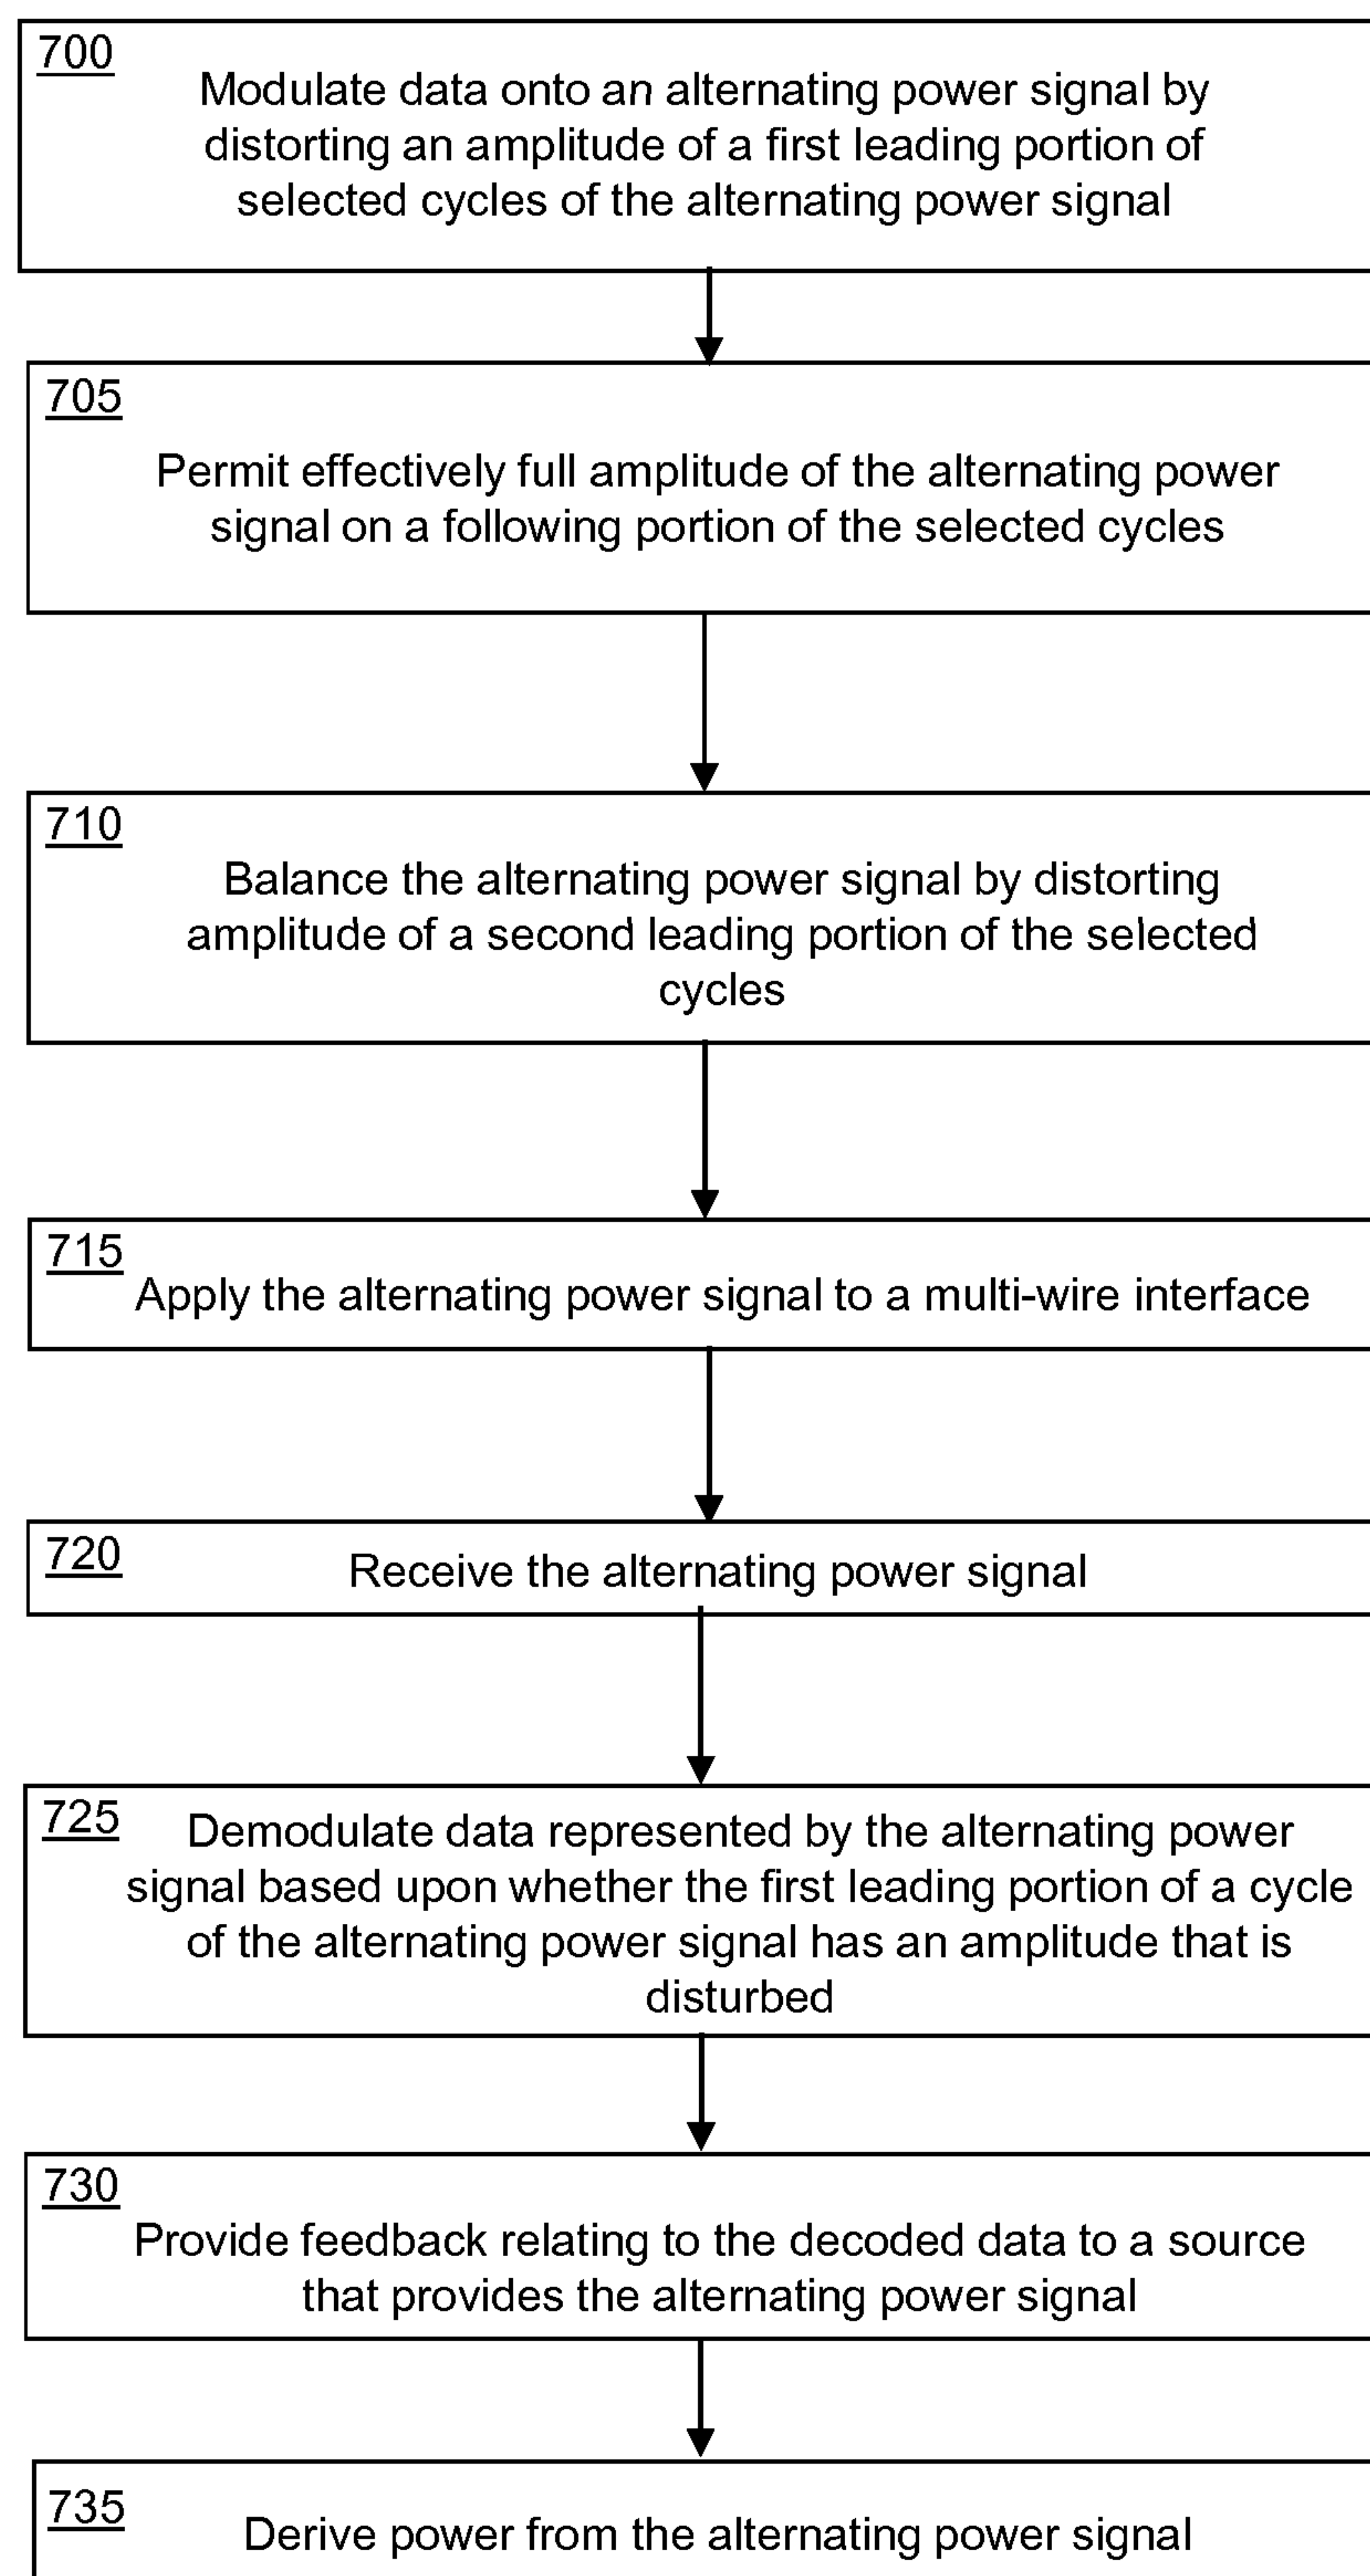 700
Modulate data onto an alternating power signal by
distorting an amplitude of a first leading portion of
selected cycles of the alternating power signal
705
Permit effectively full amplitude of the alternating power
signal on a following portion of the selected cycles
710
Balance the alternating power signal by distorting
amplitude of a second leading portion of the selected
cycles
715
Apply the alternating power signal to a multi-wire interface
720
Receive the alternating power signal
725
Demodulate data represented by the alternating power
signal based upon whether the first leading portion of a cycle
of the alternating power signal has an amplitude that is
disturbed
730
Provide feedback relating to the decoded data to a source
that provides the alternating power signal
735
Derive power from the alternating power signal